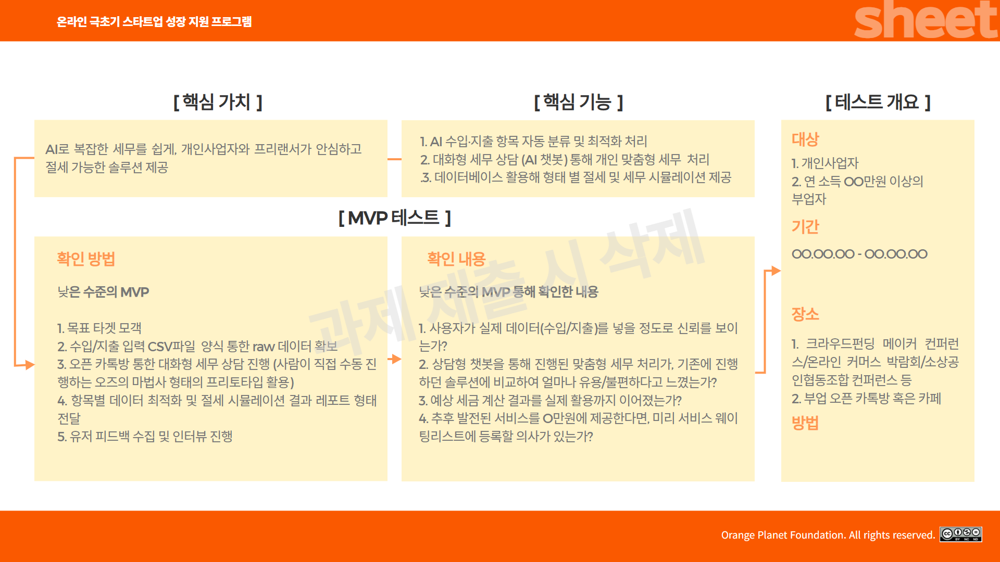 온라인 극초기 스타트업 성장 지원 프로그램
sheet
[ 핵심 가치 ]
AI로 복잡한 세무를 쉽게, 개인사업자와 프리랜서가 안심하고
절세 가능한 솔루션 제공
[ 핵심 기능 ]
1. AI 수입·지출 항목 자동 분류 및 최적화 처리
2. 대화형 세무 상담 (AI 챗봇) 통해 개인 맞춤형 세무 처리
.3. 데이터베이스 활용해 형태 별 절세 및 세무 시뮬레이션 제공
[ MVP 테스트 ]
확인 방법
낮은 수준의 MVP
1. 목표 타겟 모객
2. 수입/지출 입력 CSV파일 양식 통한 raw 데이터 확보
3. 오픈 카톡방 통한 대화형 세무 상담 진행 (사람이 직접 수동 진
행하는 오즈의 마법사 형태의 프리토타입 활용)
4. 항목별 데이터 최적화 및 절세 시뮬레이션 결과 레포트 형태
전달
5. 유저 피드백 수집 및 인터뷰 진행
확인 내용
낮은 수준의 MVP 통해 확인한 내용
1. 사용자가 실제 데이터(수입/지출)를 넣을 정도로 신뢰를 보이
는가?
2. 상담형 챗봇을 통해 진행된 맞춤형 세무 처리가, 기존에 진행
하던 솔루션에 비교하여 얼마나 유용/불편하다고 느꼈는가?
3. 예상 세금 계산 결과를 실제 활용까지 이어졌는가?
4. 추후 발전된 서비스를 O만원에 제공한다면, 미리 서비스 웨이
팅리스트에 등록할 의사가 있는가?
과제 제출 시 삭제
[ 테스트 개요 ]
대상
1. 개인사업자
2. 연 소득 OO만원 이상의
부업자
기간
OO.OO.OO - OO.OO.OO
장소
1. 크라우드펀딩 메이커 컨퍼런
스/온라인 커머스 박람회/소상공
인협동조합 컨퍼런스 등
2. 부업 오픈 카톡방 혹은 카페
방법
Orange Planet Foundation. All rights reserved.
cc
BY NC ND